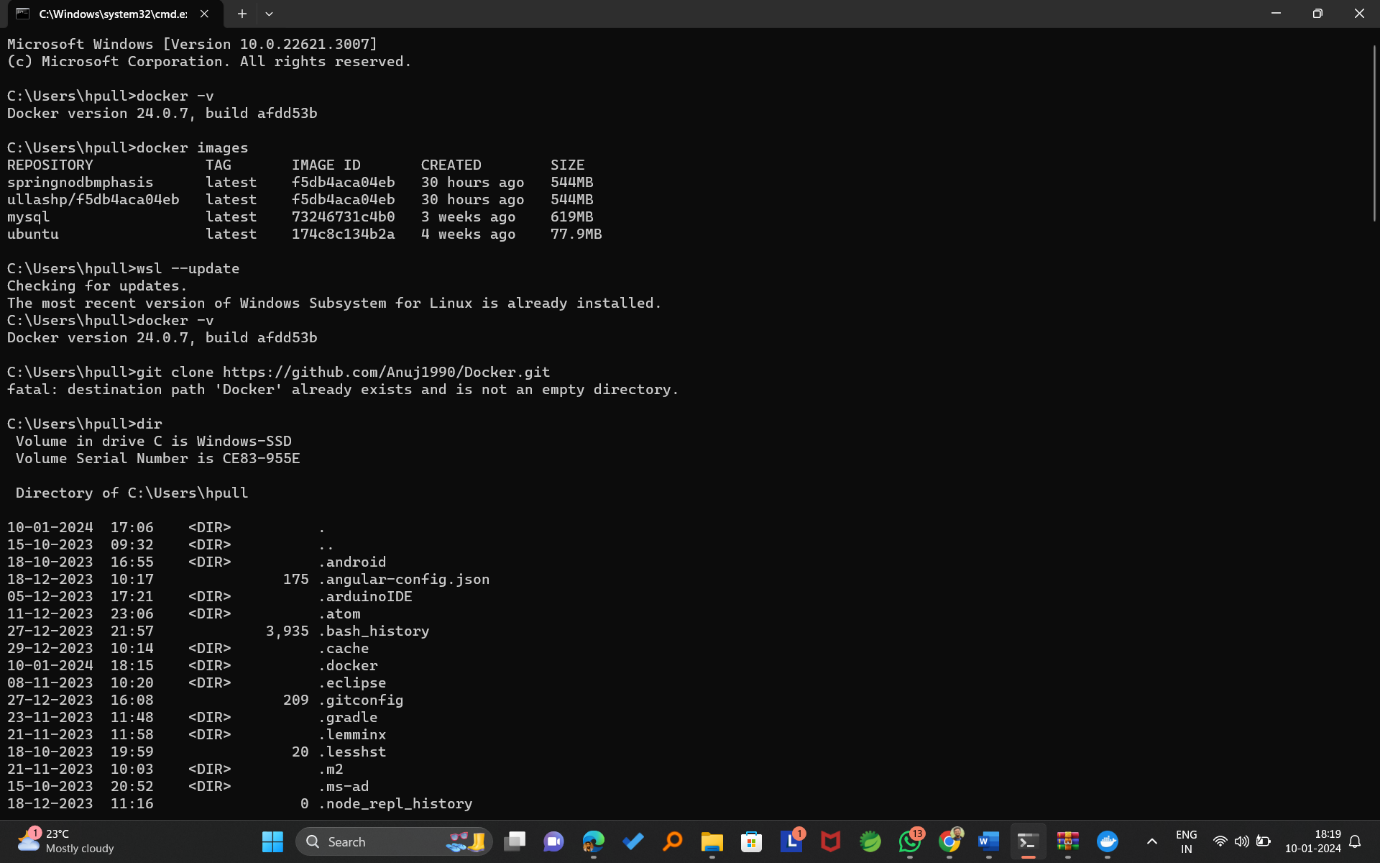 C:\Windows\system32\cmd.e:
Microsoft Windows [Version 10.0.22621.3007]
(c) Microsoft Corporation. All rights reserved.
C:\Users\hpull>docker -v
Docker version 24.0.7, build afdd53b
C:\Users\hpull>docker images
REPOSITORY TAG IMAGE ID CREATED SIZE
springnodbmphasis latest f5db4aca04eb 30 hours ago 544MB
ullashp/f5db4aca04eb latest f5db4aca04eb 30 hours ago 544MB
mysql latest 73246731c4b0 3 weeks ago 619MB
ubuntu latest 174c8c134b2a 4 weeks ago 77.9MB
C:\Users\hpull>wsl --update
Checking for updates.
The most recent version of Windows Subsystem for Linux is already installed.
C:\Users\hpull>docker -v
Docker version 24.0.7, build afdd53b
C:\Users\hpull>git clone https://github.com/Anuj1990/Docker.git
fatal: destination path 'Docker' already exists and is not an empty directory.
C:\Users\hpull>dir
Volume in drive C is Windows-SSD
Volume Serial Number is CE83-955E
Directory of C:\Users\hpull
10-01-2024 17:06 <DIR> .
15-10-2023 09:32 <DIR> ..
18-10-2023 16:55 <DIR> .android
18-12-2023 10:17 175 .angular-config.json
05-12-2023 17:21 <DIR> .arduinoIDE
11-12-2023 23:06 <DIR> .atom
27-12-2023 21:57 3,935 .bash_history
29-12-2023 10:14 <DIR> .cache
10-01-2024 18:15 <DIR> .docker
08-11-2023 10:20 <DIR> .eclipse
27-12-2023 16:08 209 .gitconfig
23-11-2023 11:48 <DIR> .gradle
21-11-2023 11:58 <DIR> .lemminx
18-10-2023 19:59 20 .lesshst
21-11-2023 10:03 <DIR> .m2
15-10-2023 20:52 <DIR> .ms-ad
18-12-2023 11:16 0 .node_repl_history
1
23°C
Mostly cloudy
Search
L
1
13
W
ENG
IN
18:19
10-01-2024